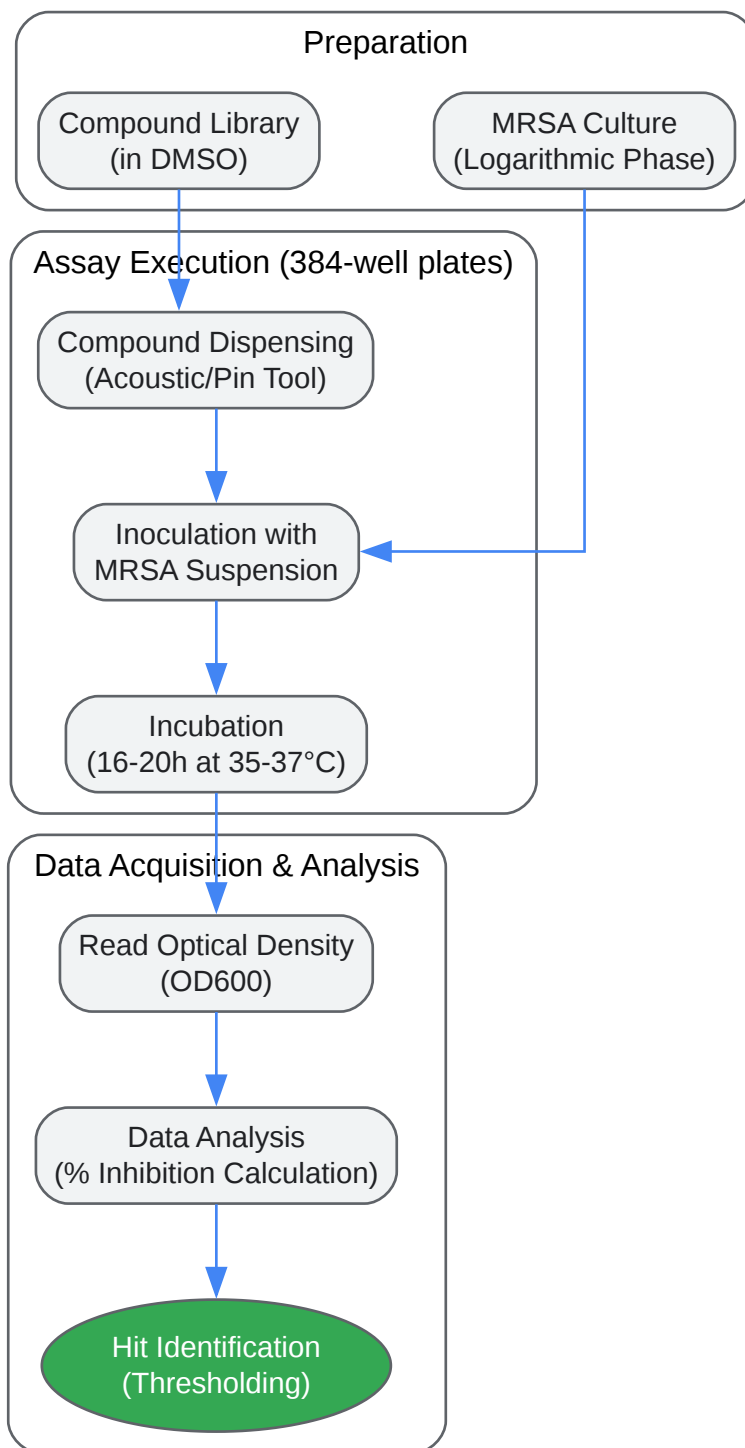 Preparation
Compound Library
(in DMSO)
MRSA Culture
(Logarithmic Phase)
Assay Execution (384-well plates)
Compound Dispensing
(Acoustic/Pin Tool)
Inoculation with
MRSA Suspension
Incubation
(16-20h at 35-37°C)
Data Acquisition & Analysis
Read Optical Density
(OD600)
Data Analysis
(% Inhibition Calculation)
Hit Identification
(Thresholding)